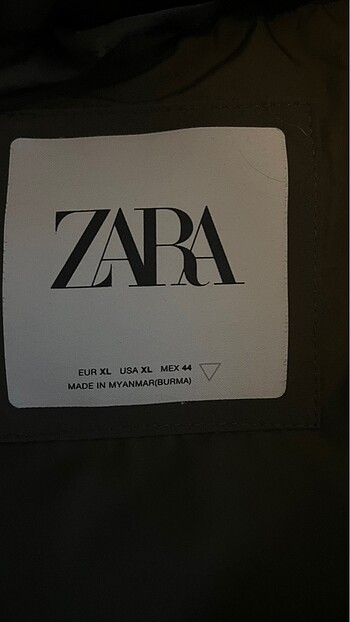 ZARA
EUR XL USA XL MEX 44
MADE IN MYANMAR(BURMA)